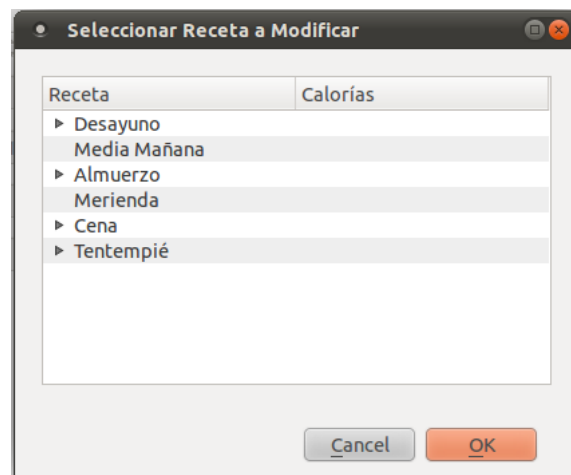 Seleccionar Receta a Modificar
Receta Calorías
Desayuno
Media Mañana
Almuerzo
Merienda
Cena
Tentempié
Cancel OK